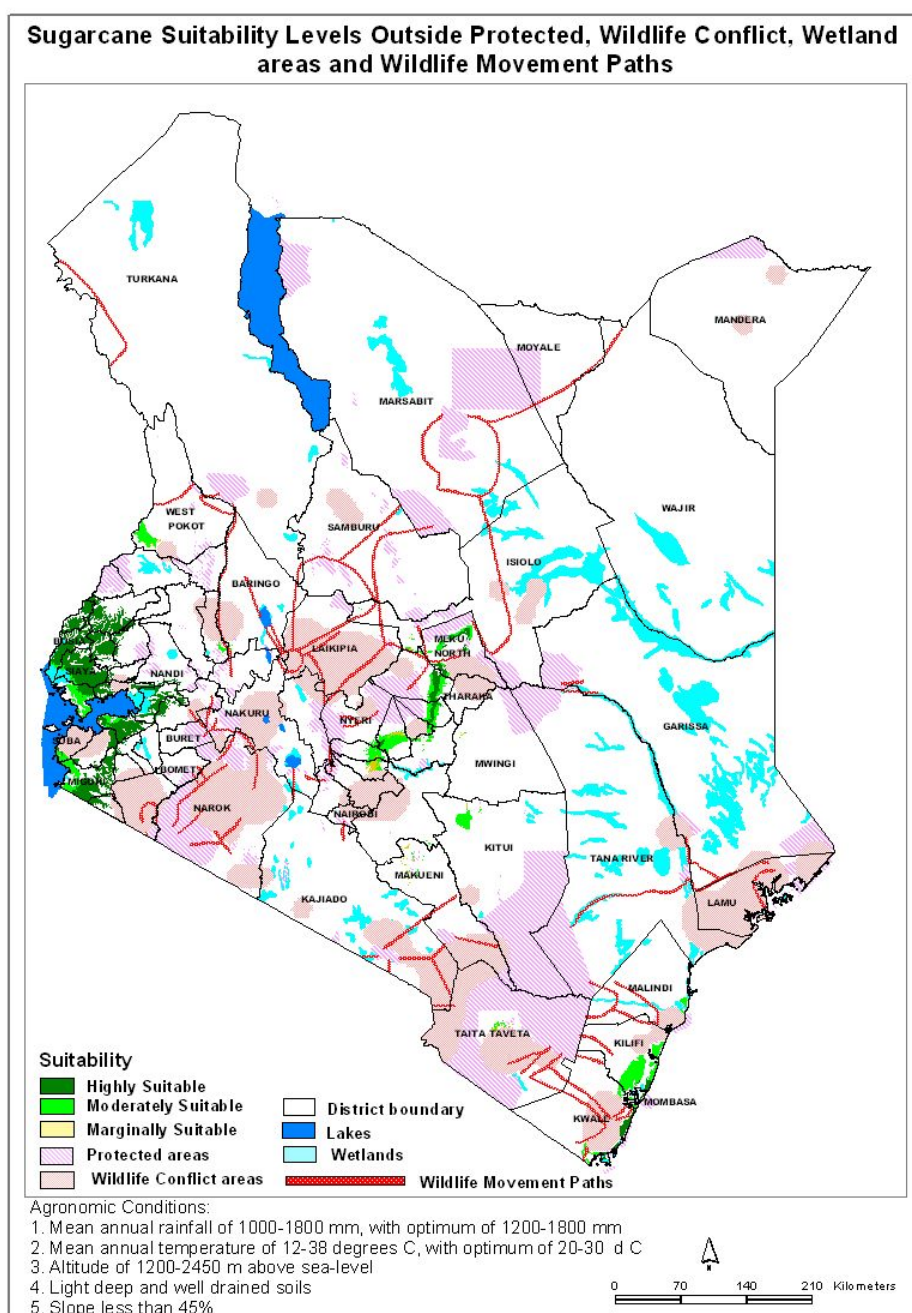 Sugarcane Suitability Levels Outside Protected, Wildlife Conflict, Wetland
areas and Wildlife Movement Paths
TURKANA
MANDERA
MOYALE
MARSABIT
WAJIR
WEST
POKOT
SAMBURU
ISIOLO
BARINGO
LAIKIPIA
MERU
NORTH
NANDI
THARAKA
NYERI
NAKURU
GARISSA
SUBA
BURET
BOMET
MWINGI
MIGORI
NAROK
NAIROBI
KITUI
TANA RIVER
MAKUENI
KAJIADO
LAMU
MALINDI
TAITA TAVETA
KILIFI
MOMBASA
KWALE
Suitability
Highly Suitable
Moderately Suitable
Marginally Suitable
Protected areas
Wildlife Conflict areas
District boundary
Lakes
Wetlands
Wildlife Movement Paths
Agronomic Conditions:
1. Mean annual rainfall of 1000-1800 mm, with optimum of 1200-1800 mm
2. Mean annual temperature of 12-38 degrees C, with optimum of 20-30 d C
3. Altitude of 1200-2450 m above sea-level
4. Light deep and well drained soils
5. Slope less than 45%
0 70 140 210 Kilometers